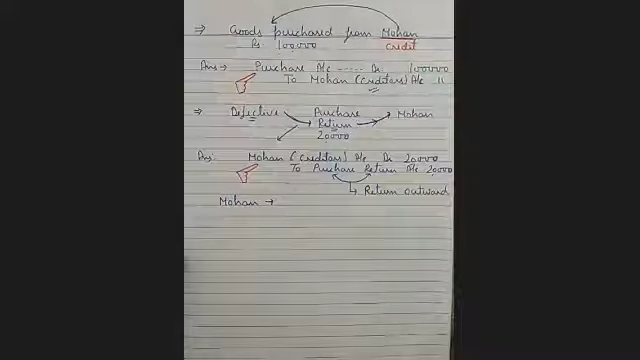 ⇒ Goods purchased from Mohan
Rs 100000 credit
Ans→ Purchase A/c ----- Dr 100000
To Mohan (Creditors) A/c 11
⇒ Defective Purchase Return → Mohan
20000
Ans: Mohan (Creditors) A/c Dr 20000
To Purchase Return A/c 20000
↳ Return outward
Mohan →